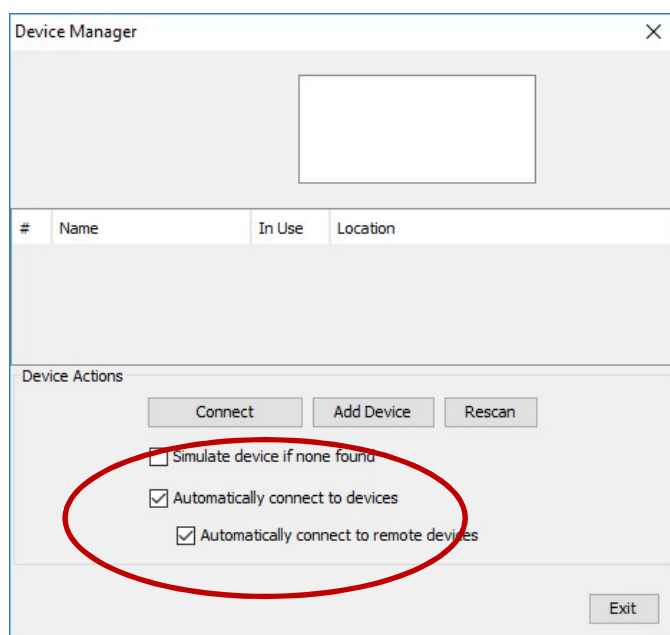 Device Manager
# Name In Use Location
Device Actions
Connect Add Device Rescan
Simulate device if none found
Automatically connect to devices
Automatically connect to remote devices
Exit